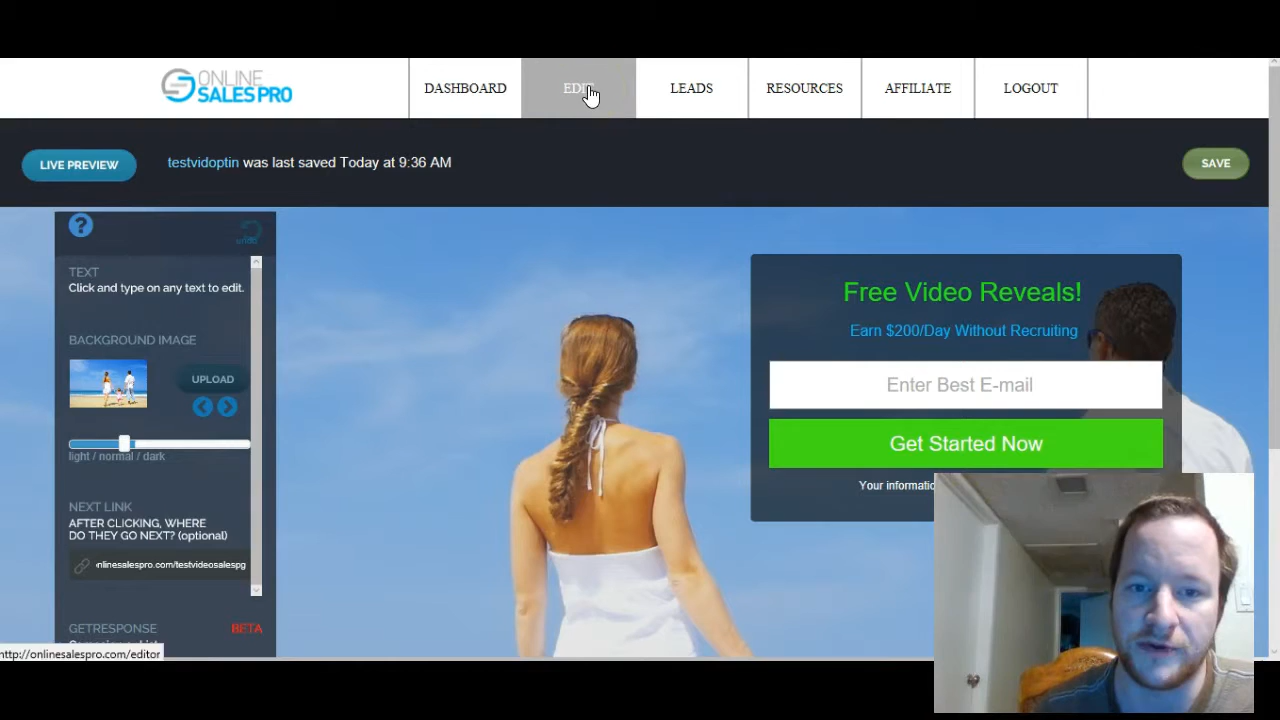 ONLINE
SALES PRO
DASHBOARD
LEADS
RESOURCES
AFFILIATE
LOGOUT
LIVE PREVIEW
testvidoptin was last saved Today at 9:36 AM
SAVE
?
undo
TEXT
Click and type on any text to edit.
BACKGROUND IMAGE
UPLOAD
light / normal / dark
NEXT LINK
AFTER CLICKING, WHERE
DO THEY GO NEXT? (optional)
nlinesalespro.com/testvideosalespg
GETRESPONSE BETA
Free Video Reveals!
Earn $200/Day Without Recruiting
Enter Best E-mail
Get Started Now
Your
http://onlinesalespro.com/editor